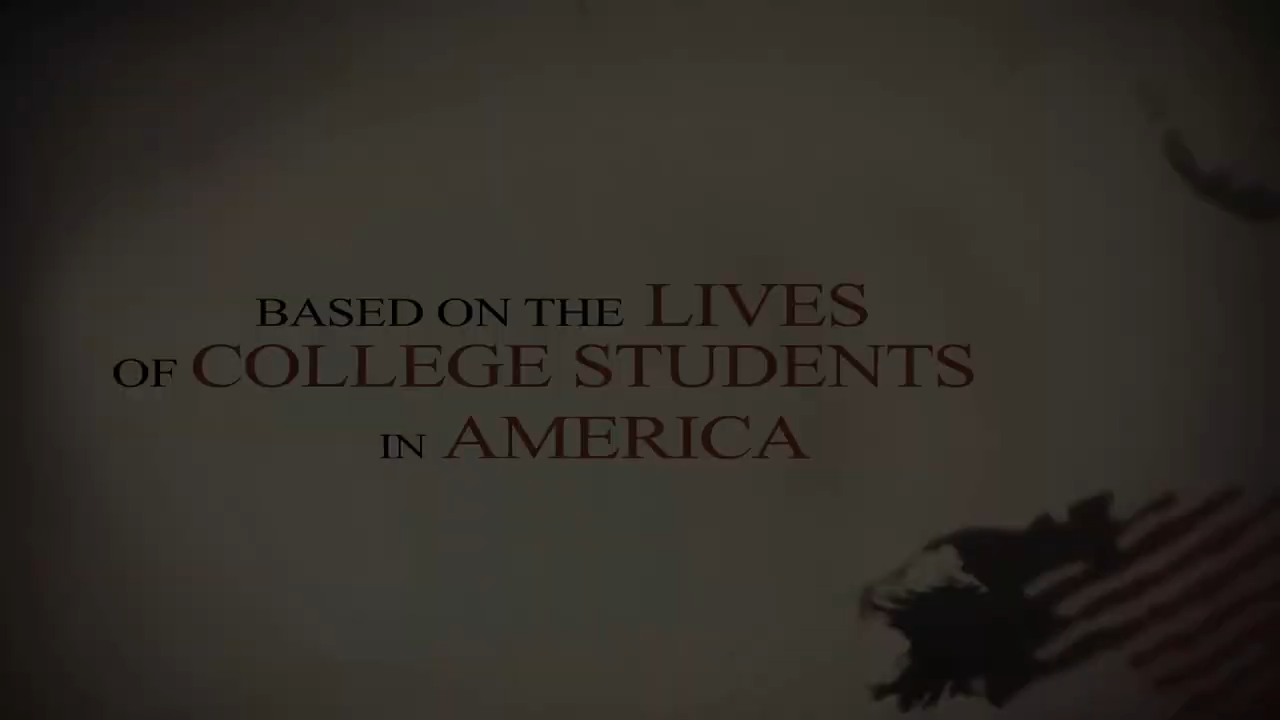 BASED ON THE LIVES
OF COLLEGE STUDENTS
IN AMERICA